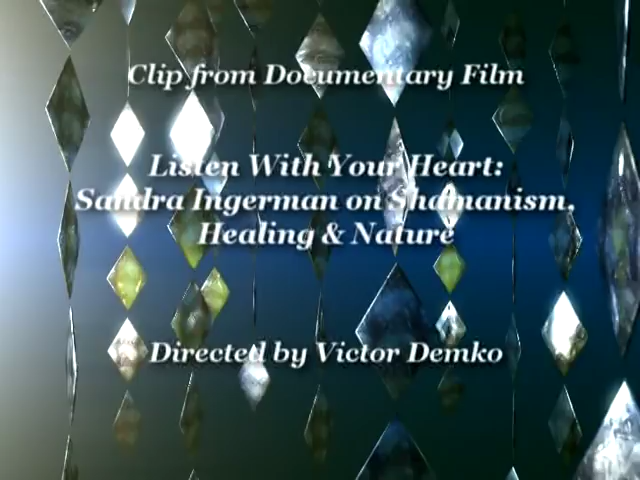 Clip from Documentary Film
Listen With Your Heart:
Sandra Ingerman on Shamanism,
Healing & Nature
Directed by Victor Demko